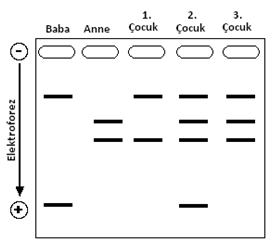 Baba
Anne
1.
Çocuk
2.
Çocuk
3.
Çocuk
-
Elektroforez
+